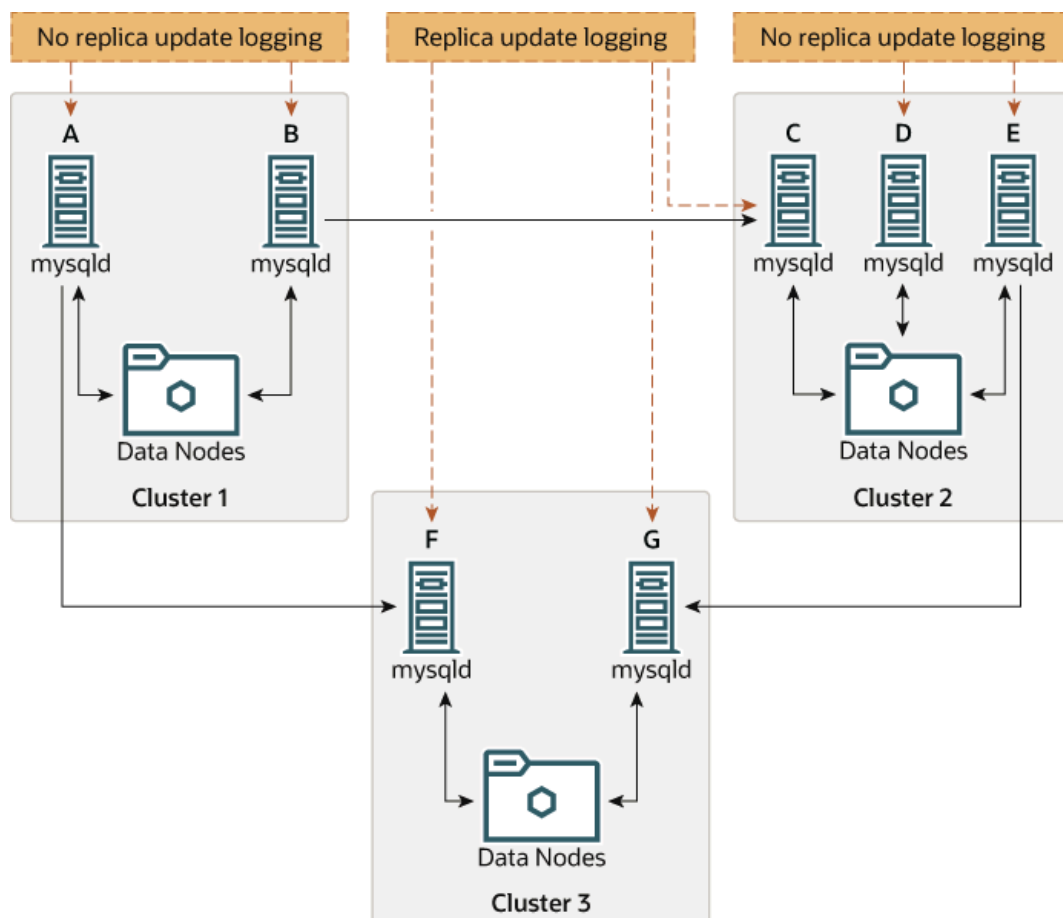 No replica update logging
Replica update logging
No replica update logging
A
B
mysqld
mysqld
Data Nodes
Cluster 1
C
D
E
mysqld
mysqld
mysqld
Data Nodes
Cluster 2
F
G
mysqld
mysqld
Data Nodes
Cluster 3